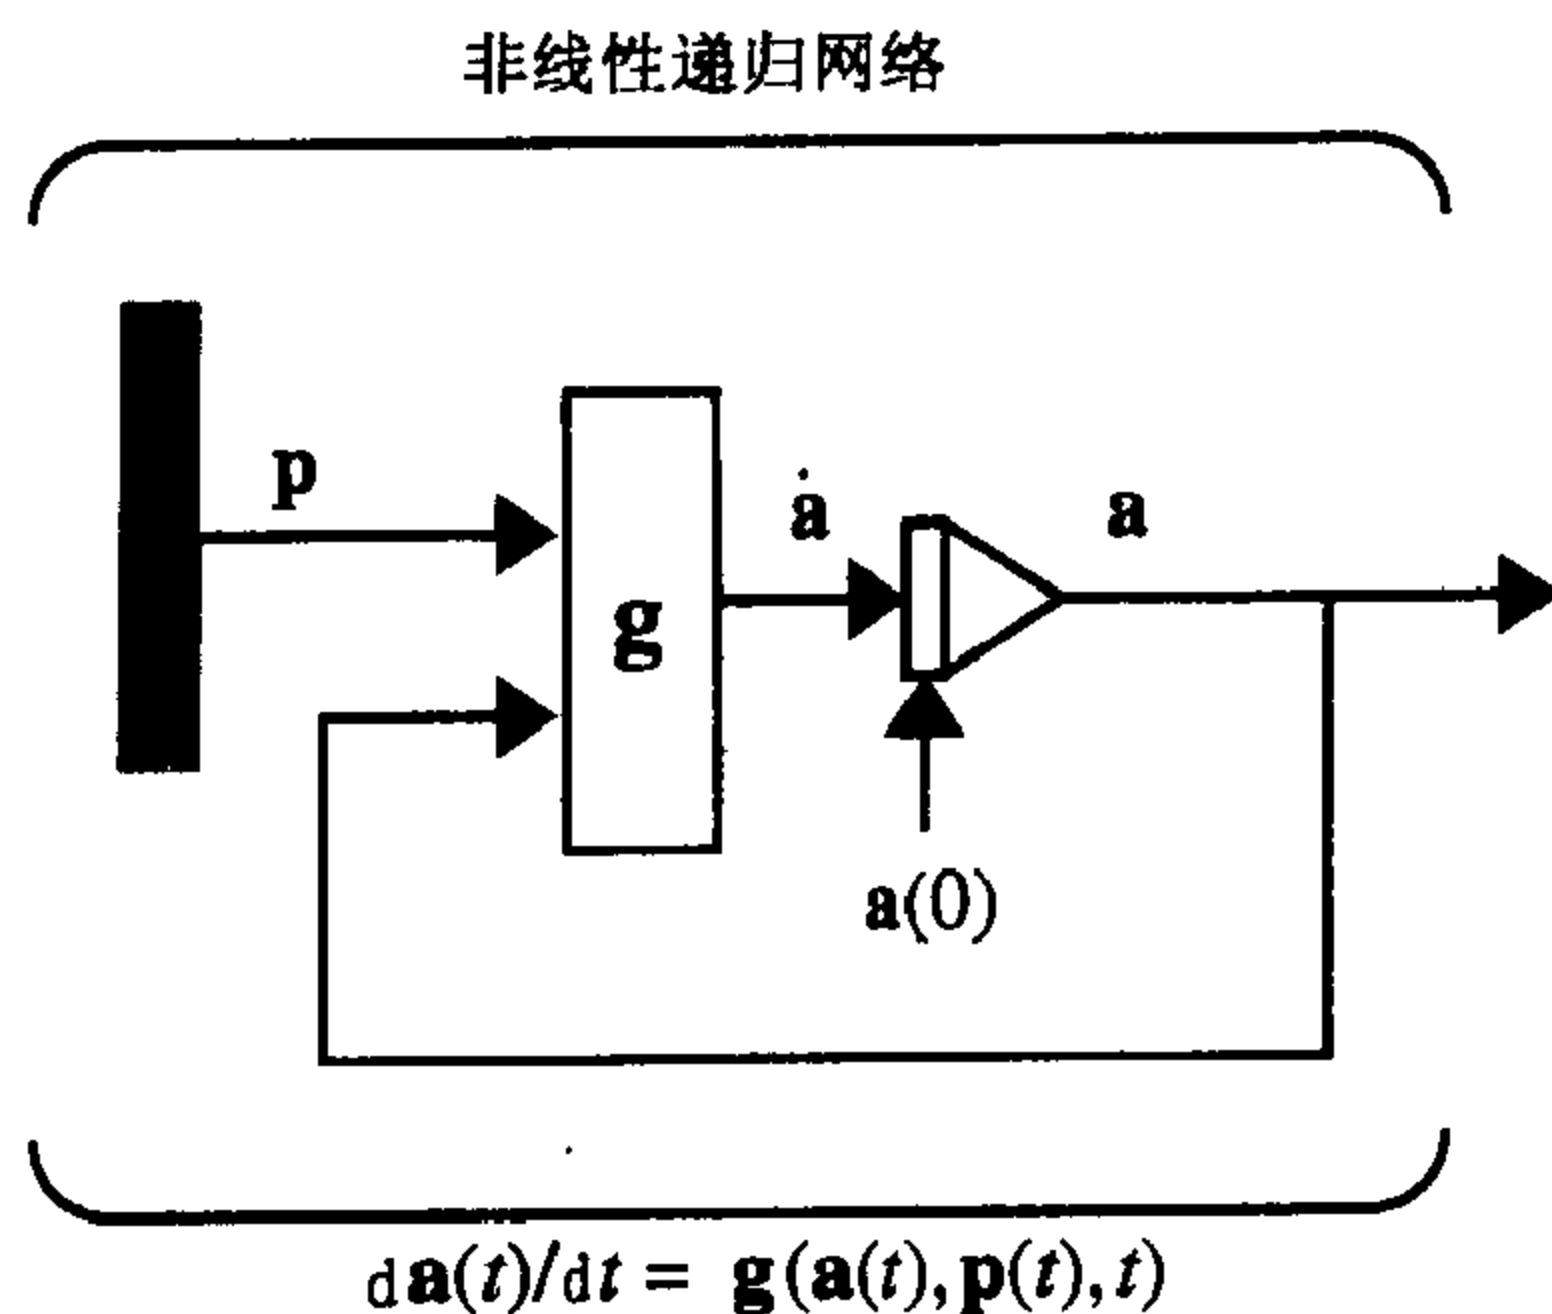 非线性递归网络
p
ȧ
a
g
a(0)
da(t)/dt = g(a(t),p(t),t)